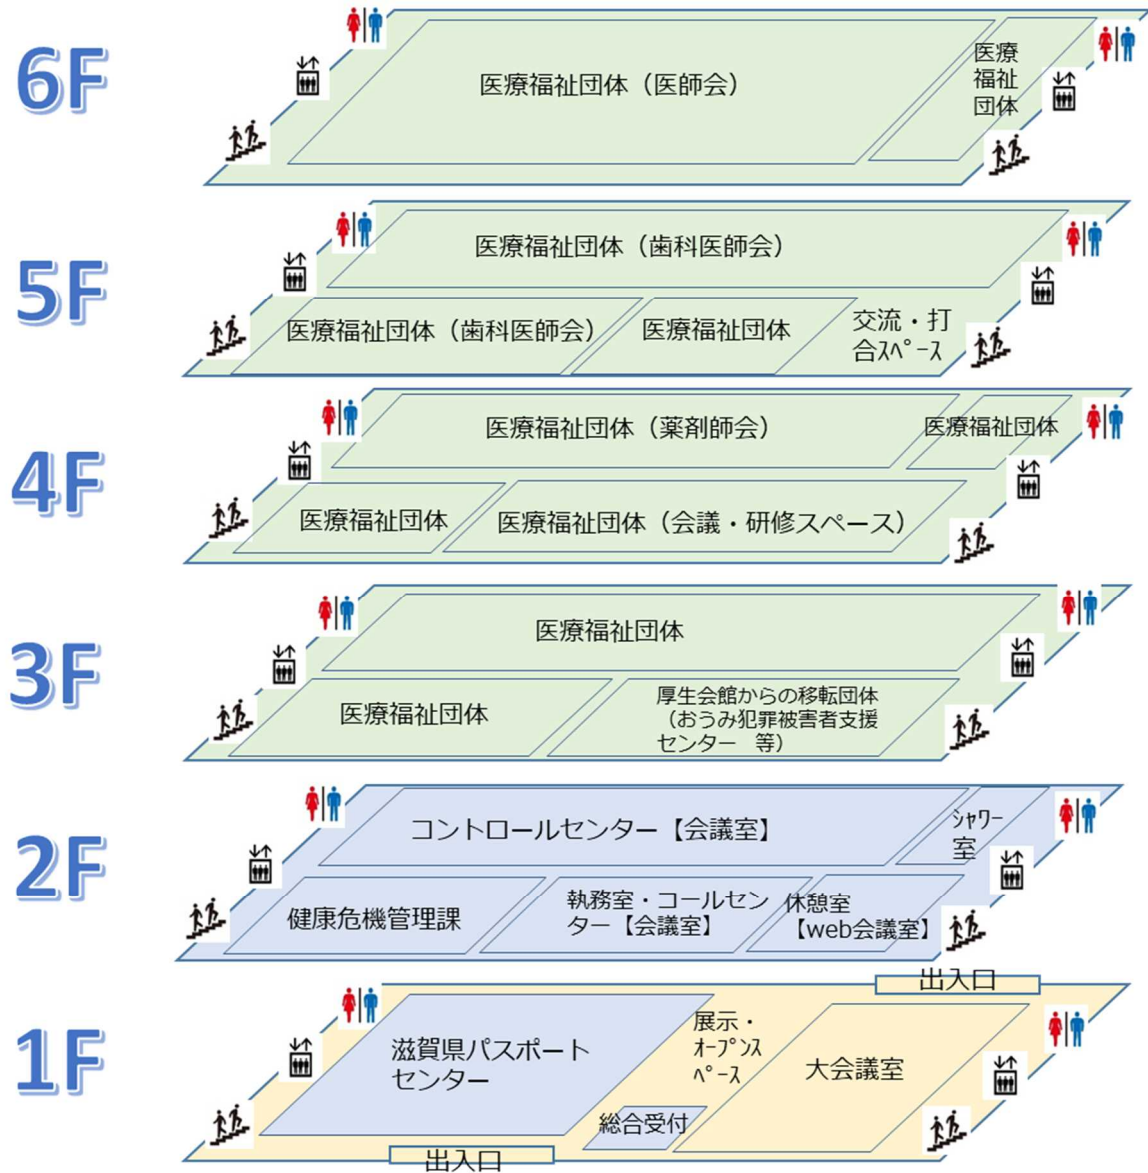 6F
医療福祉団体（医師会）
医療
福祉
団体
5F
医療福祉団体（歯科医師会）
医療福祉団体（歯科医師会）
医療福祉団体
交流・打
合ｽﾍﾟｰｽ
4F
医療福祉団体（薬剤師会）
医療福祉団体
医療福祉団体
医療福祉団体（会議・研修スペース）
3F
医療福祉団体
医療福祉団体
厚生会館からの移転団体
（おうみ犯罪被害者支援
センター　等）
2F
コントロールセンター【会議室】
ｼｬﾜｰ
室
健康危機管理課
執務室・コールセン
ター【会議室】
休憩室
【web会議室】
1F
出入口
滋賀県パスポート
センター
展示・
ｵｰﾌﾟﾝｽ
ﾍﾟｰｽ
大会議室
総合受付
出入口